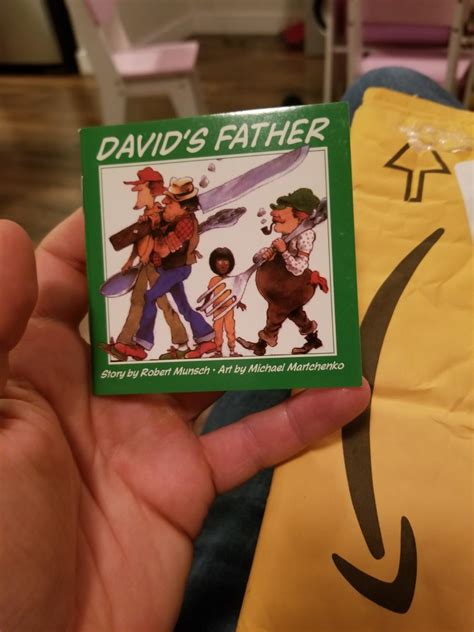 DAVID'S FATHER
Story by Robert Munsch • Art by Michael Martchenko